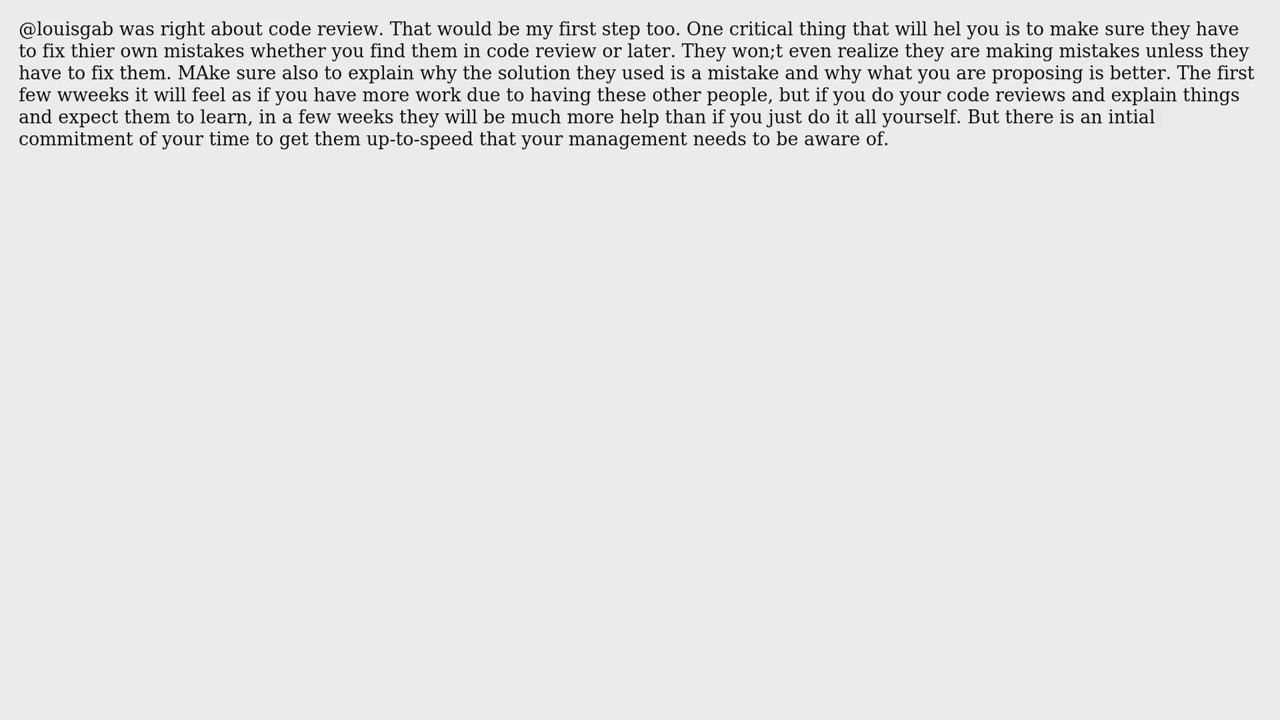 @louisgab was right about code review. That would be my first step too. One critical thing that will hel you is to make sure they have
to fix thier own mistakes whether you find them in code review or later. They won;t even realize they are making mistakes unless they
have to fix them. MAke sure also to explain why the solution they used is a mistake and why what you are proposing is better. The first
few wweeks it will feel as if you have more work due to having these other people, but if you do your code reviews and explain things
and expect them to learn, in a few weeks they will be much more help than if you just do it all yourself. But there is an intial
commitment of your time to get them up-to-speed that your management needs to be aware of.